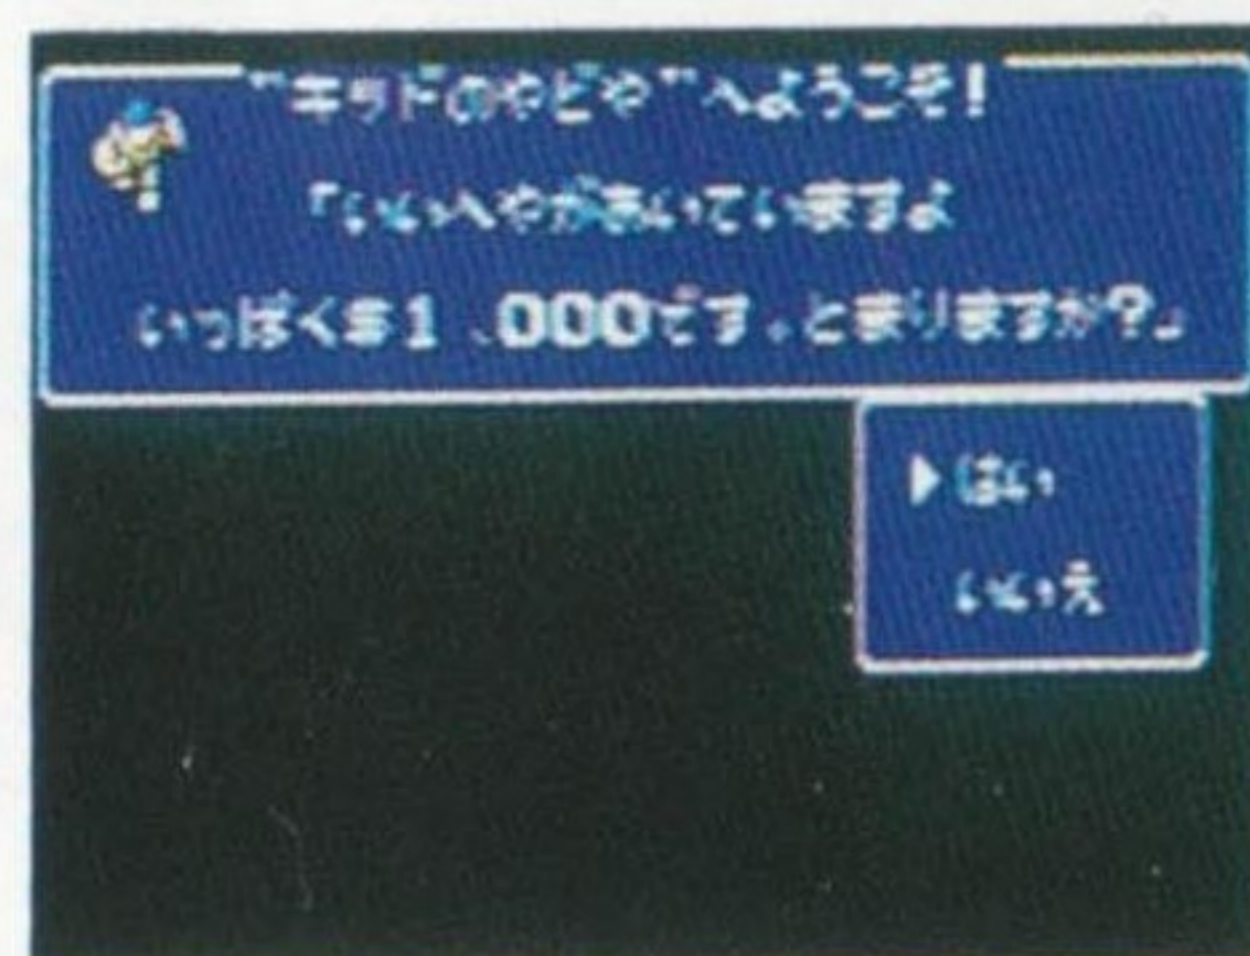 "キッドのやどや"へようこそ!
「いいへやがあいていますよ
いっぱく$1、000です。とまりますか?」
▶はい
いいえ